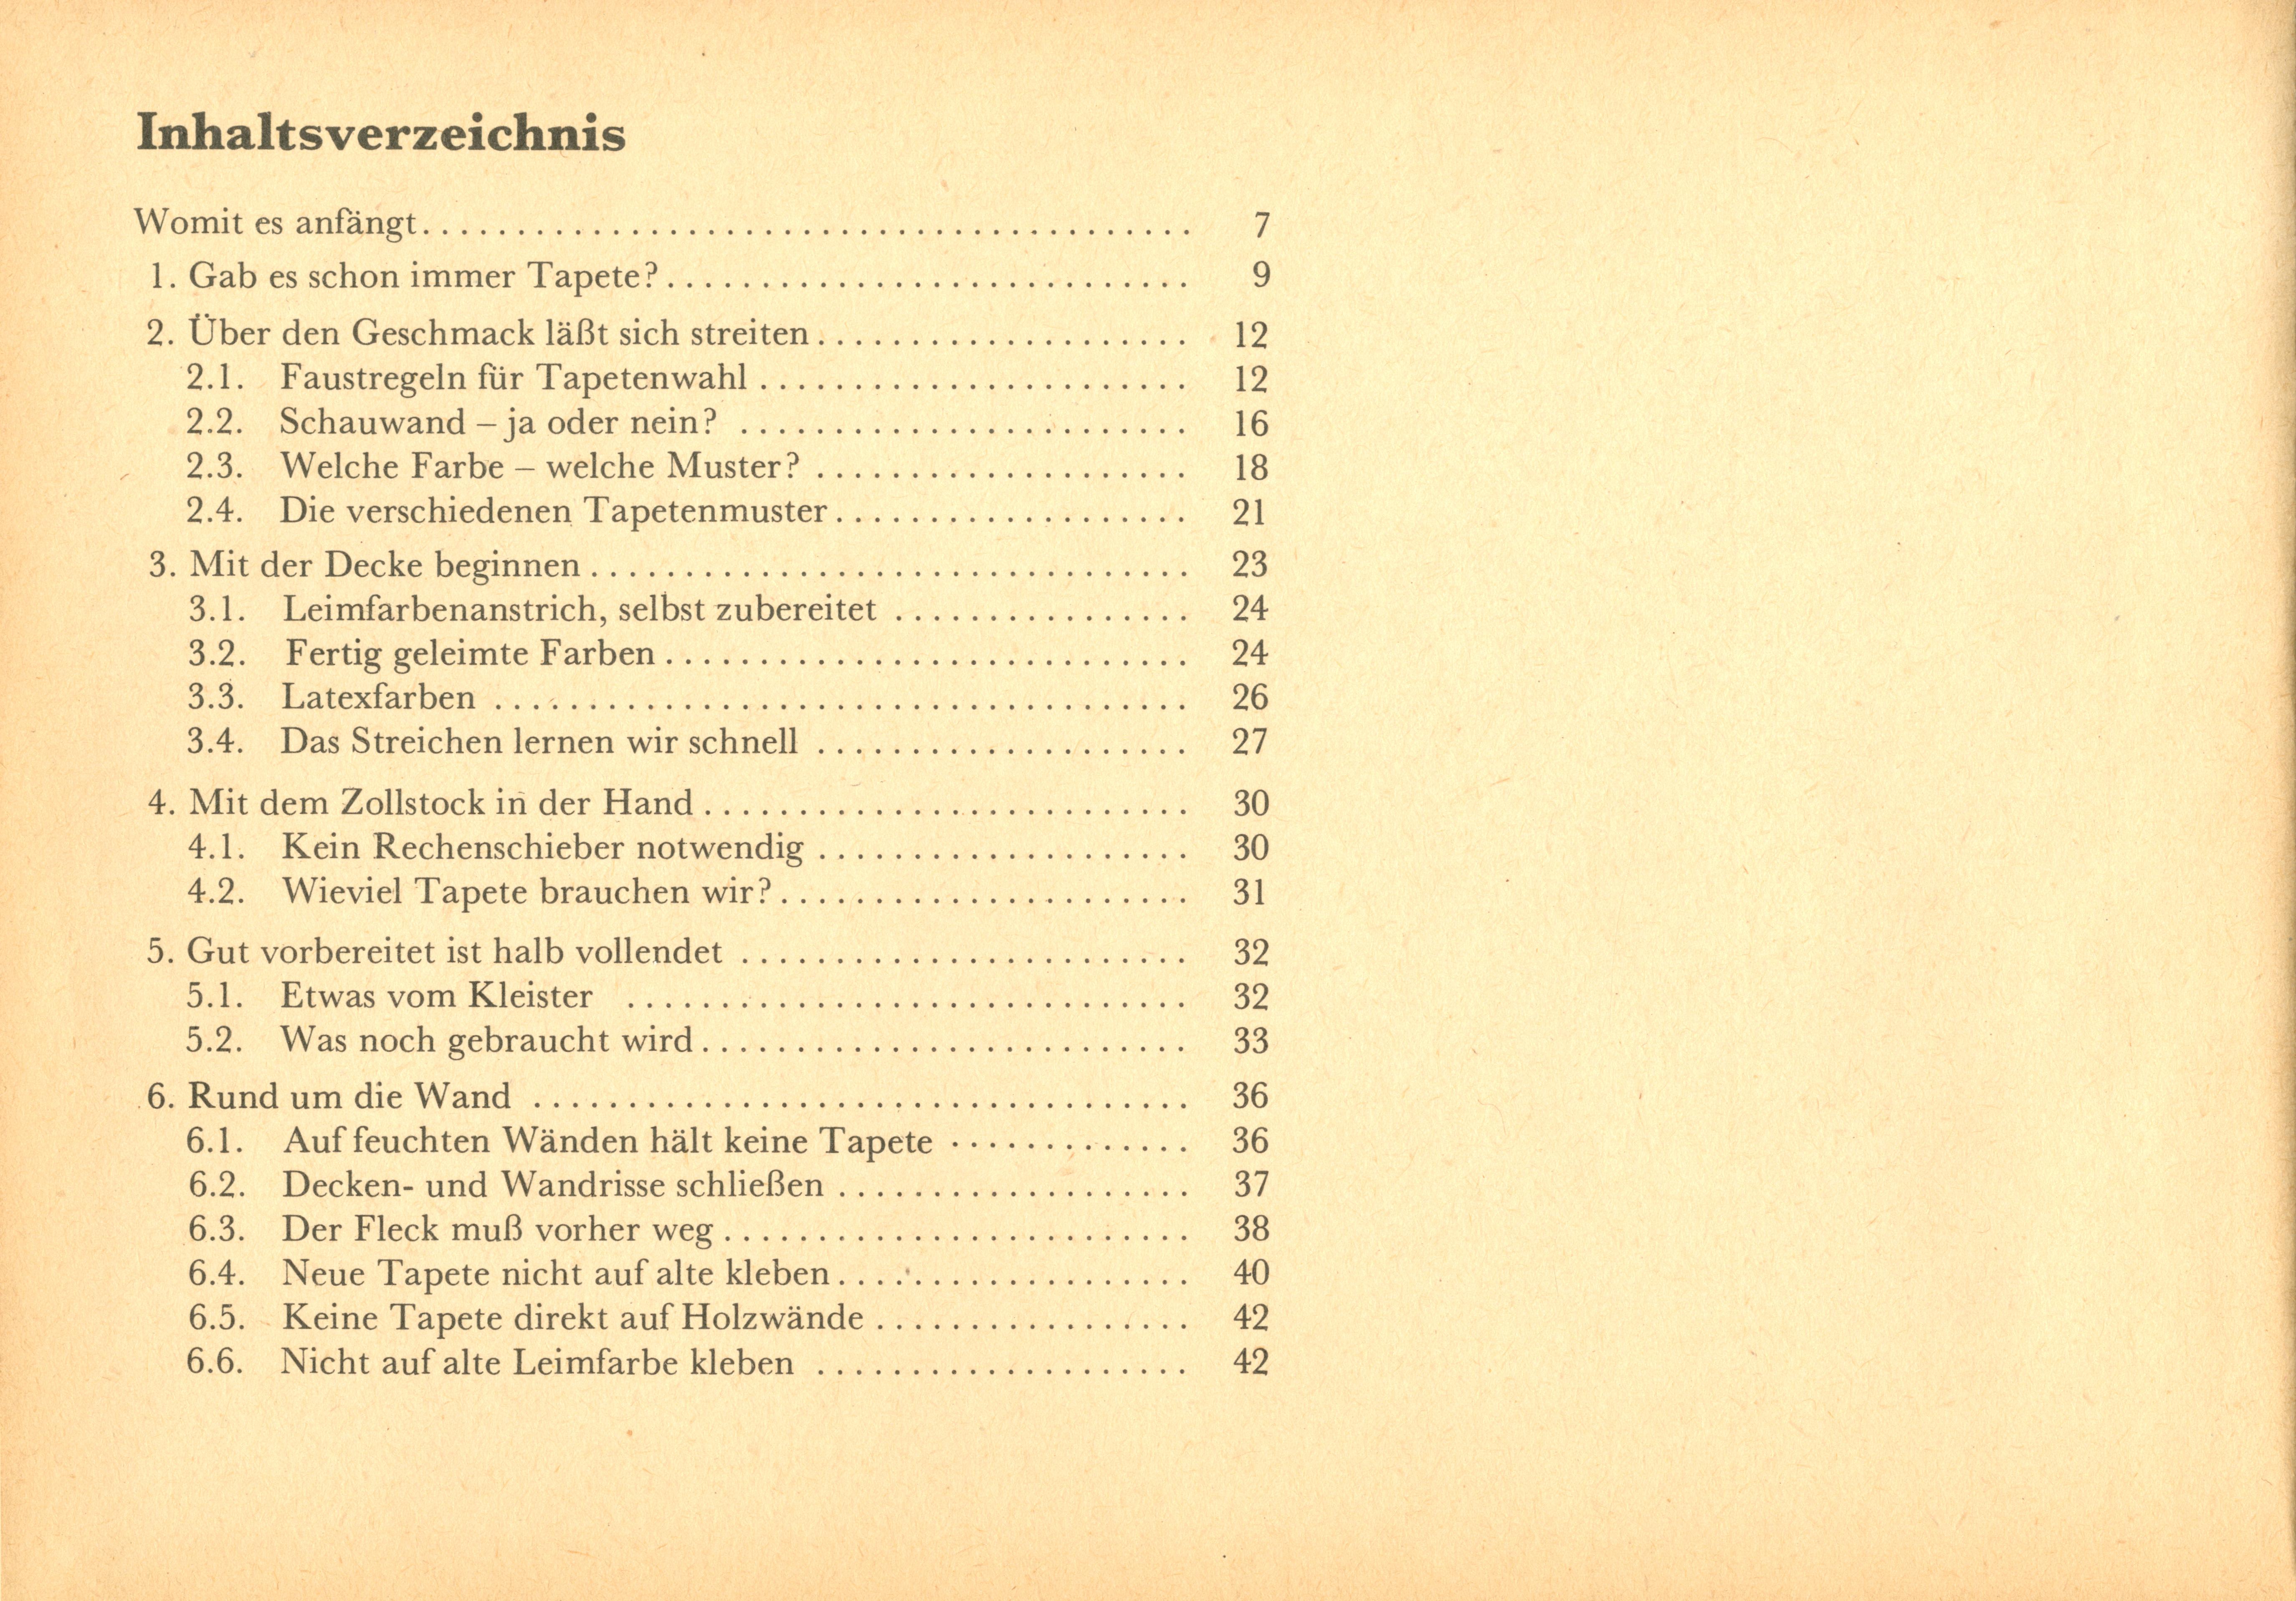 Inhaltsverzeichnis
Womit es anfängt. . . . . . . . . . . . . . . . . . . . . . . . . . . . . . . . . . . . . . . . . 7
1. Gab es schon immer Tapete? . . . . . . . . . . . . . . . . . . . . . . . . . . . . 9
2. Über den Geschmack läßt sich streiten . . . . . . . . . . . . . . . . . . . . 12
2.1. Faustregeln für Tapetenwahl . . . . . . . . . . . . . . . . . . . . . . . 12
2.2. Schauwand – ja oder nein? . . . . . . . . . . . . . . . . . . . . . . . . 16
2.3. Welche Farbe – welche Muster? . . . . . . . . . . . . . . . . . . . . 18
2.4. Die verschiedenen Tapetenmuster . . . . . . . . . . . . . . . . . . . 21
3. Mit der Decke beginnen . . . . . . . . . . . . . . . . . . . . . . . . . . . . . . . . 23
3.1. Leimfarbenanstrich, selbst zubereitet . . . . . . . . . . . . . . . . 24
3.2. Fertig geleimte Farben . . . . . . . . . . . . . . . . . . . . . . . . . . . . 24
3.3. Latexfarben . . . . . . . . . . . . . . . . . . . . . . . . . . . . . . . . . . . . . 26
3.4. Das Streichen lernen wir schnell . . . . . . . . . . . . . . . . . . . . 27
4. Mit dem Zollstock in der Hand . . . . . . . . . . . . . . . . . . . . . . . . . . 30
4.1. Kein Rechenschieber notwendig . . . . . . . . . . . . . . . . . . . . 30
4.2. Wieviel Tapete brauchen wir? . . . . . . . . . . . . . . . . . . . . . . 31
5. Gut vorbereitet ist halb vollendet . . . . . . . . . . . . . . . . . . . . . . . . 32
5.1. Etwas vom Kleister . . . . . . . . . . . . . . . . . . . . . . . . . . . . . . 32
5.2. Was noch gebraucht wird . . . . . . . . . . . . . . . . . . . . . . . . . . 33
6. Rund um die Wand . . . . . . . . . . . . . . . . . . . . . . . . . . . . . . . . . . . 36
6.1. Auf feuchten Wänden hält keine Tapete . . . . . . . . . . . . . 36
6.2. Decken- und Wandrisse schließen . . . . . . . . . . . . . . . . . . . 37
6.3. Der Fleck muß vorher weg . . . . . . . . . . . . . . . . . . . . . . . . . 38
6.4. Neue Tapete nicht auf alte kleben . . . . . . . . . . . . . . . . . . . 40
6.5. Keine Tapete direkt auf Holzwände . . . . . . . . . . . . . . . . . 42
6.6. Nicht auf alte Leimfarbe kleben . . . . . . . . . . . . . . . . . . . . 42